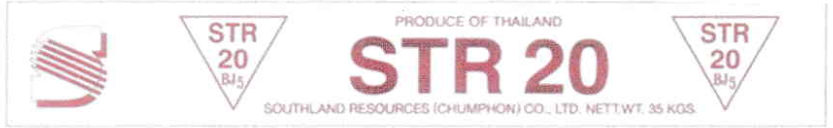 STR
20
BJ5
PRODUCE OF THAILAND
STR 20
SOUTHLAND RESOURCES (CHUMPHON) CO., LTD. NETT.WT. 35 KGS.
STR
20
BJ5